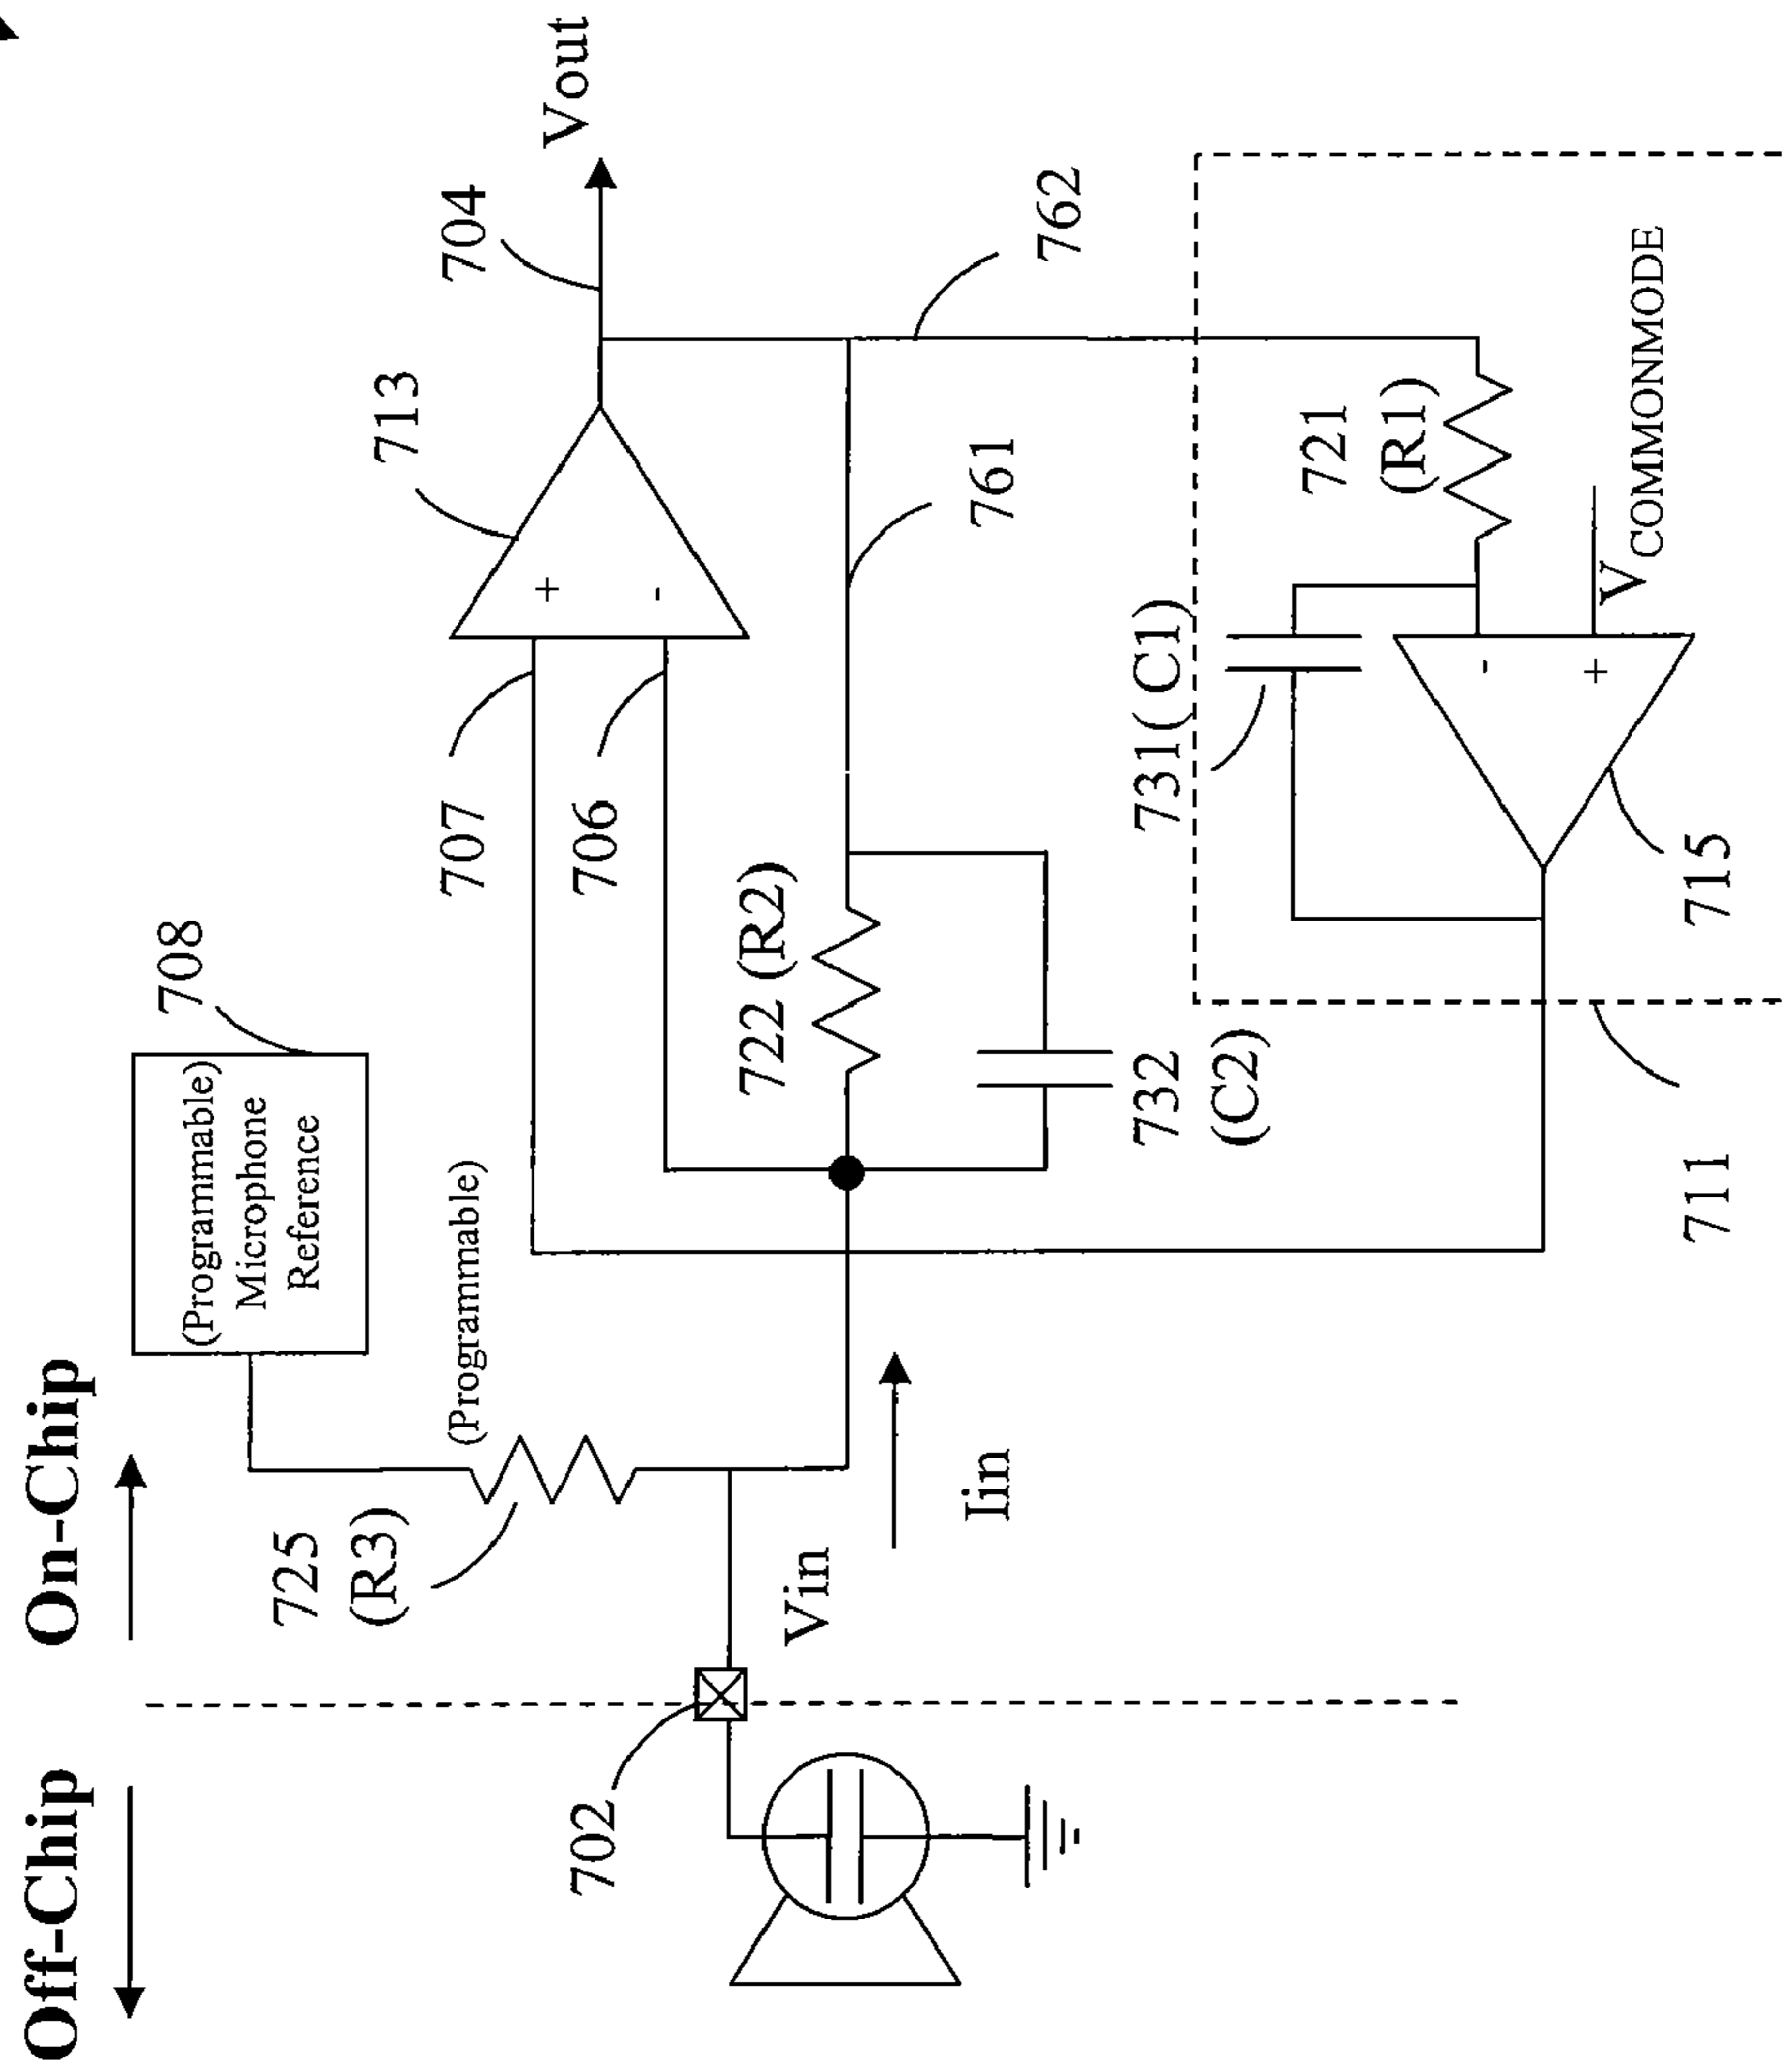 Off-Chip
On-Chip
708
(Programmable)
Microphone
Reference
725
(R3)
(Programmable)
702
Vin
Iin
707
706
713
704
Vout
722 (R2)
761
762
732
(C2)
731(C1)
721
(R1)
VCOMMONMODE
715
711
+
-
-
+